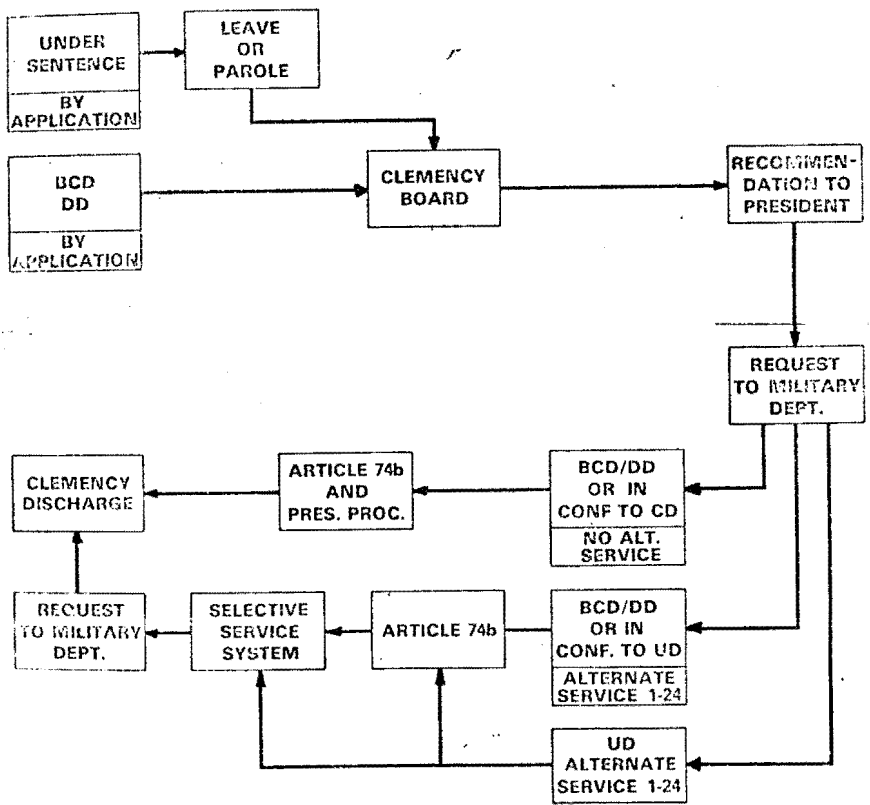 UNDER
SENTENCE
BY
APPLICATION
LEAVE
OR
PAROLE
BCD
DD
BY
APPLICATION
CLEMENCY
BOARD
RECOMMEN-
DATION TO
PRESIDENT
REQUEST
TO MILITARY
DEPT.
CLEMENCY
DISCHARGE
ARTICLE 74b
AND
PRES. PROC.
BCD/DD
OR IN
CONF TO CD
NO ALT.
SERVICE
REQUEST
TO MILITARY
DEPT.
SELECTIVE
SERVICE
SYSTEM
ARTICLE 74b
BCD/DD
OR IN
CONF. TO UD
ALTERNATE
SERVICE 1-24
UD
ALTERNATE
SERVICE 1-24